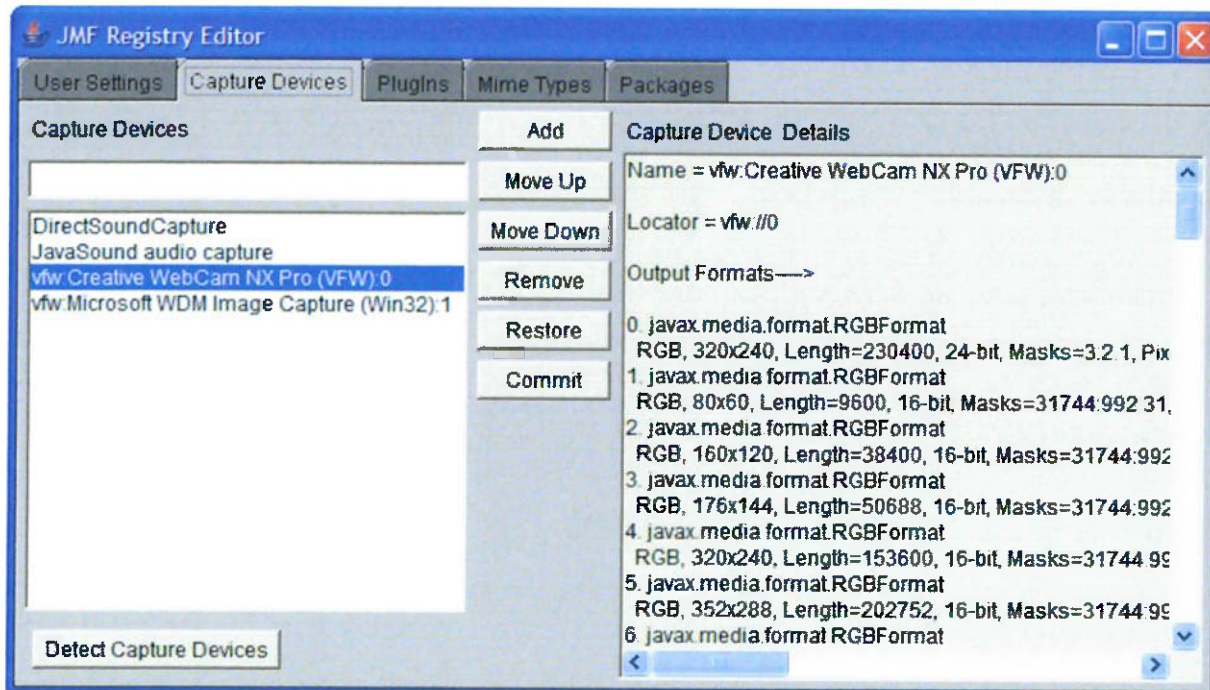 JMF Registry Editor
User Settings
Capture Devices
PlugIns
Mime Types
Packages
Capture Devices
DirectSoundCapture
JavaSound audio capture
vfw:Creative WebCam NX Pro (VFW):0
vfw:Microsoft WDM Image Capture (Win32):1
Detect Capture Devices
Add
Move Up
Move Down
Remove
Restore
Commit
Capture Device Details
Name = vfw:Creative WebCam NX Pro (VFW):0
Locator = vfw://0
Output Formats---->
0. javax.media.format.RGBFormat
RGB, 320x240, Length=230400, 24-bit, Masks=3:2:1, Pix
1. javax.media.format.RGBFormat
RGB, 80x60, Length=9600, 16-bit, Masks=31744:992:31,
2. javax.media.format.RGBFormat
RGB, 160x120, Length=38400, 16-bit, Masks=31744:992
3. javax.media.format.RGBFormat
RGB, 176x144, Length=50688, 16-bit, Masks=31744:992
4. javax.media.format.RGBFormat
RGB, 320x240, Length=153600, 16-bit, Masks=31744:99
5. javax.media.format.RGBFormat
RGB, 352x288, Length=202752, 16-bit, Masks=31744:99
6. javax.media.format.RGBFormat